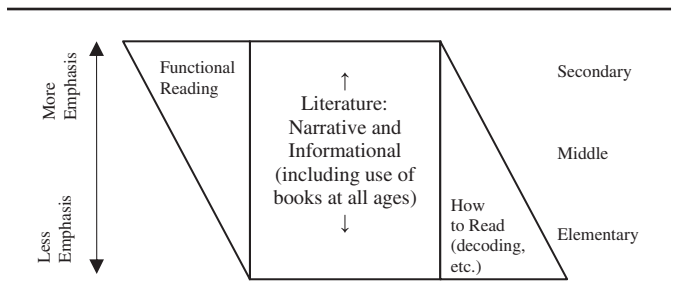 More
Emphasis
Less
Emphasis
Functional
Reading
↑
Literature:
Narrative and
Informational
(including use of
books at all ages)
↓
How
to Read
(decoding,
etc.)
Secondary
Middle
Elementary